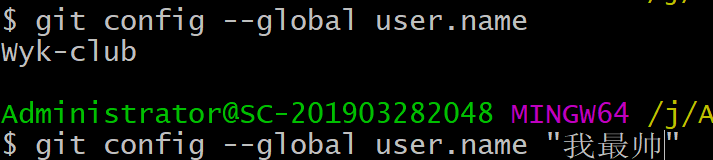 $ git config --global user.name
Wyk-club
Administrator@SC-201903282048 MINGW64 /j/A
$ git config --global user.name "我最帅"